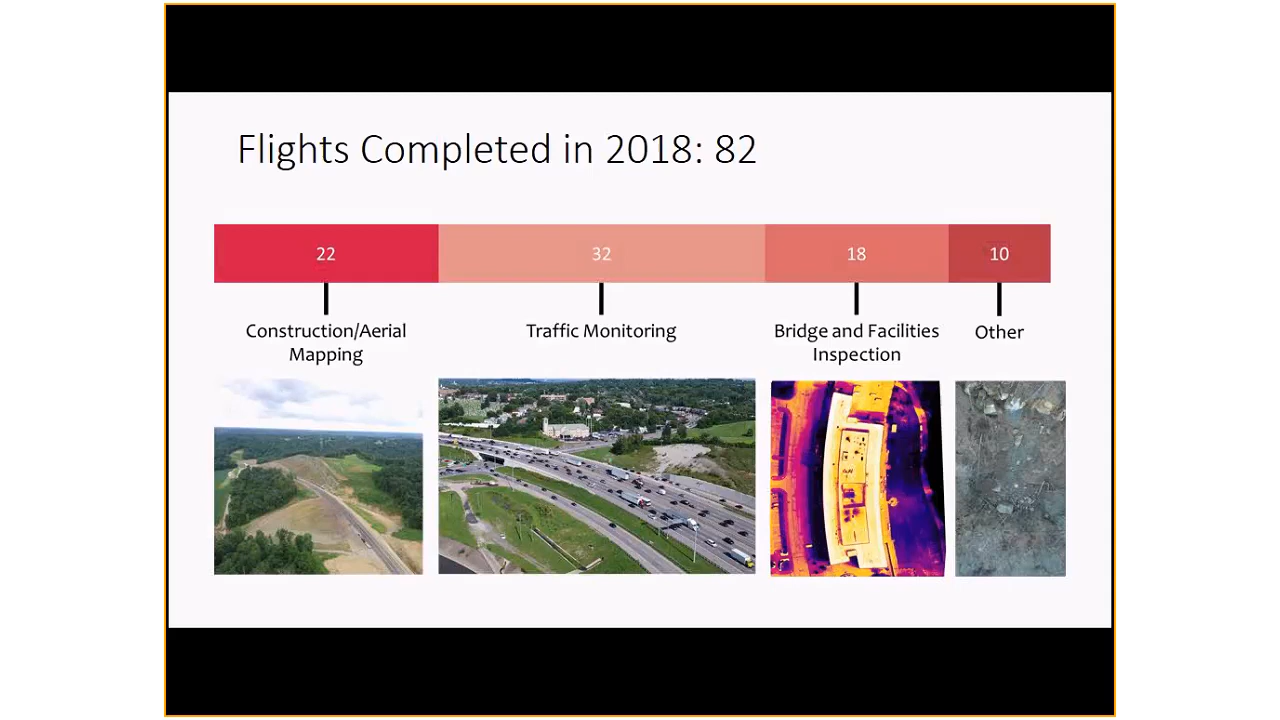 Flights Completed in 2018: 82
22
32
18
10
Construction/Aerial
Mapping
Traffic Monitoring
Bridge and Facilities
Inspection
Other